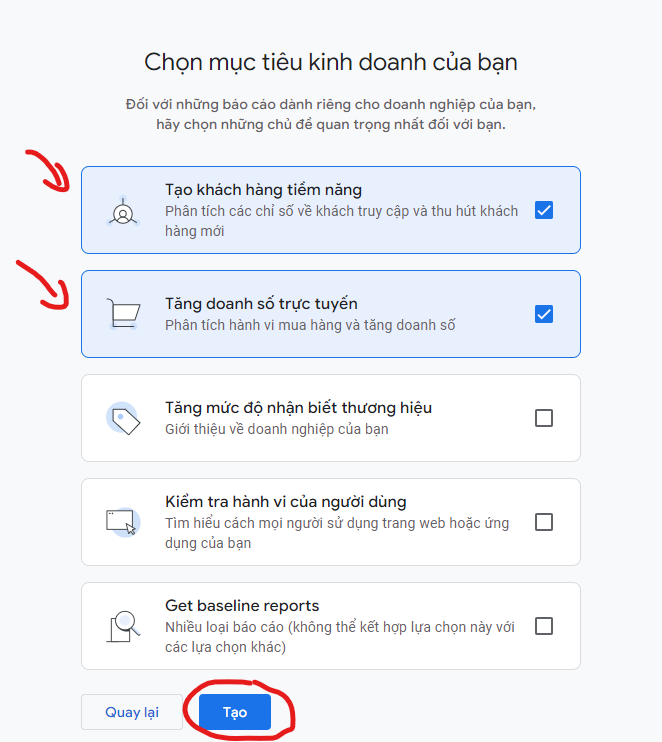 Chọn mục tiêu kinh doanh của bạn
Đối với những báo cáo dành riêng cho doanh nghiệp của bạn,
hãy chọn những chủ đề quan trọng nhất đối với bạn.
Tạo khách hàng tiềm năng
Phân tích các chỉ số về khách truy cập và thu hút khách
hàng mới
Tăng doanh số trực tuyến
Phân tích hành vi mua hàng và tăng doanh số
Tăng mức độ nhận biết thương hiệu
Giới thiệu về doanh nghiệp của bạn
Kiểm tra hành vi của người dùng
Tìm hiểu cách mọi người sử dụng trang web hoặc ứng
dụng của bạn
Get baseline reports
Nhiều loại báo cáo (không thể kết hợp lựa chọn này với
các lựa chọn khác)
Quay lại
Tạo